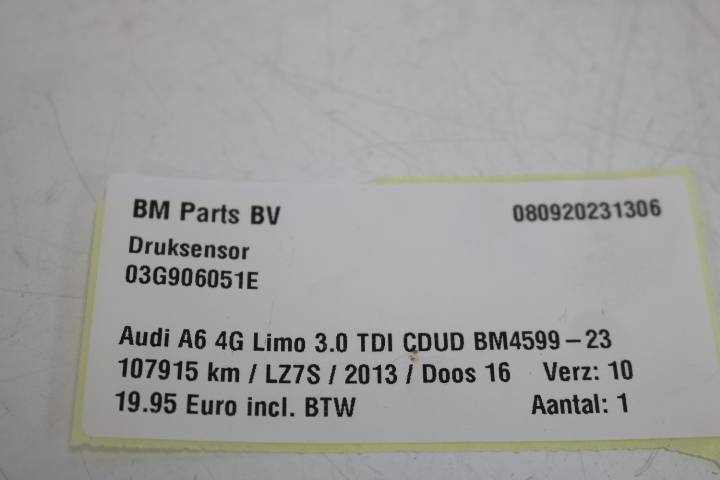 BM Parts BV 080920231306
Druksensor
03G906051E
Audi A6 4G Limo 3.0 TDI CDUD BM4599-23
107915 km / LZ7S / 2013 / Doos 16 Verz: 10
19.95 Euro incl. BTW Aantal: 1